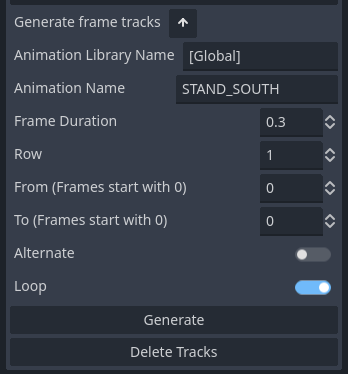 Generate frame tracks
Animation Library Name [Global]
Animation Name STAND_SOUTH
Frame Duration 0.3
Row 1
From (Frames start with 0) 0
To (Frames start with 0) 0
Alternate
Loop
Generate
Delete Tracks